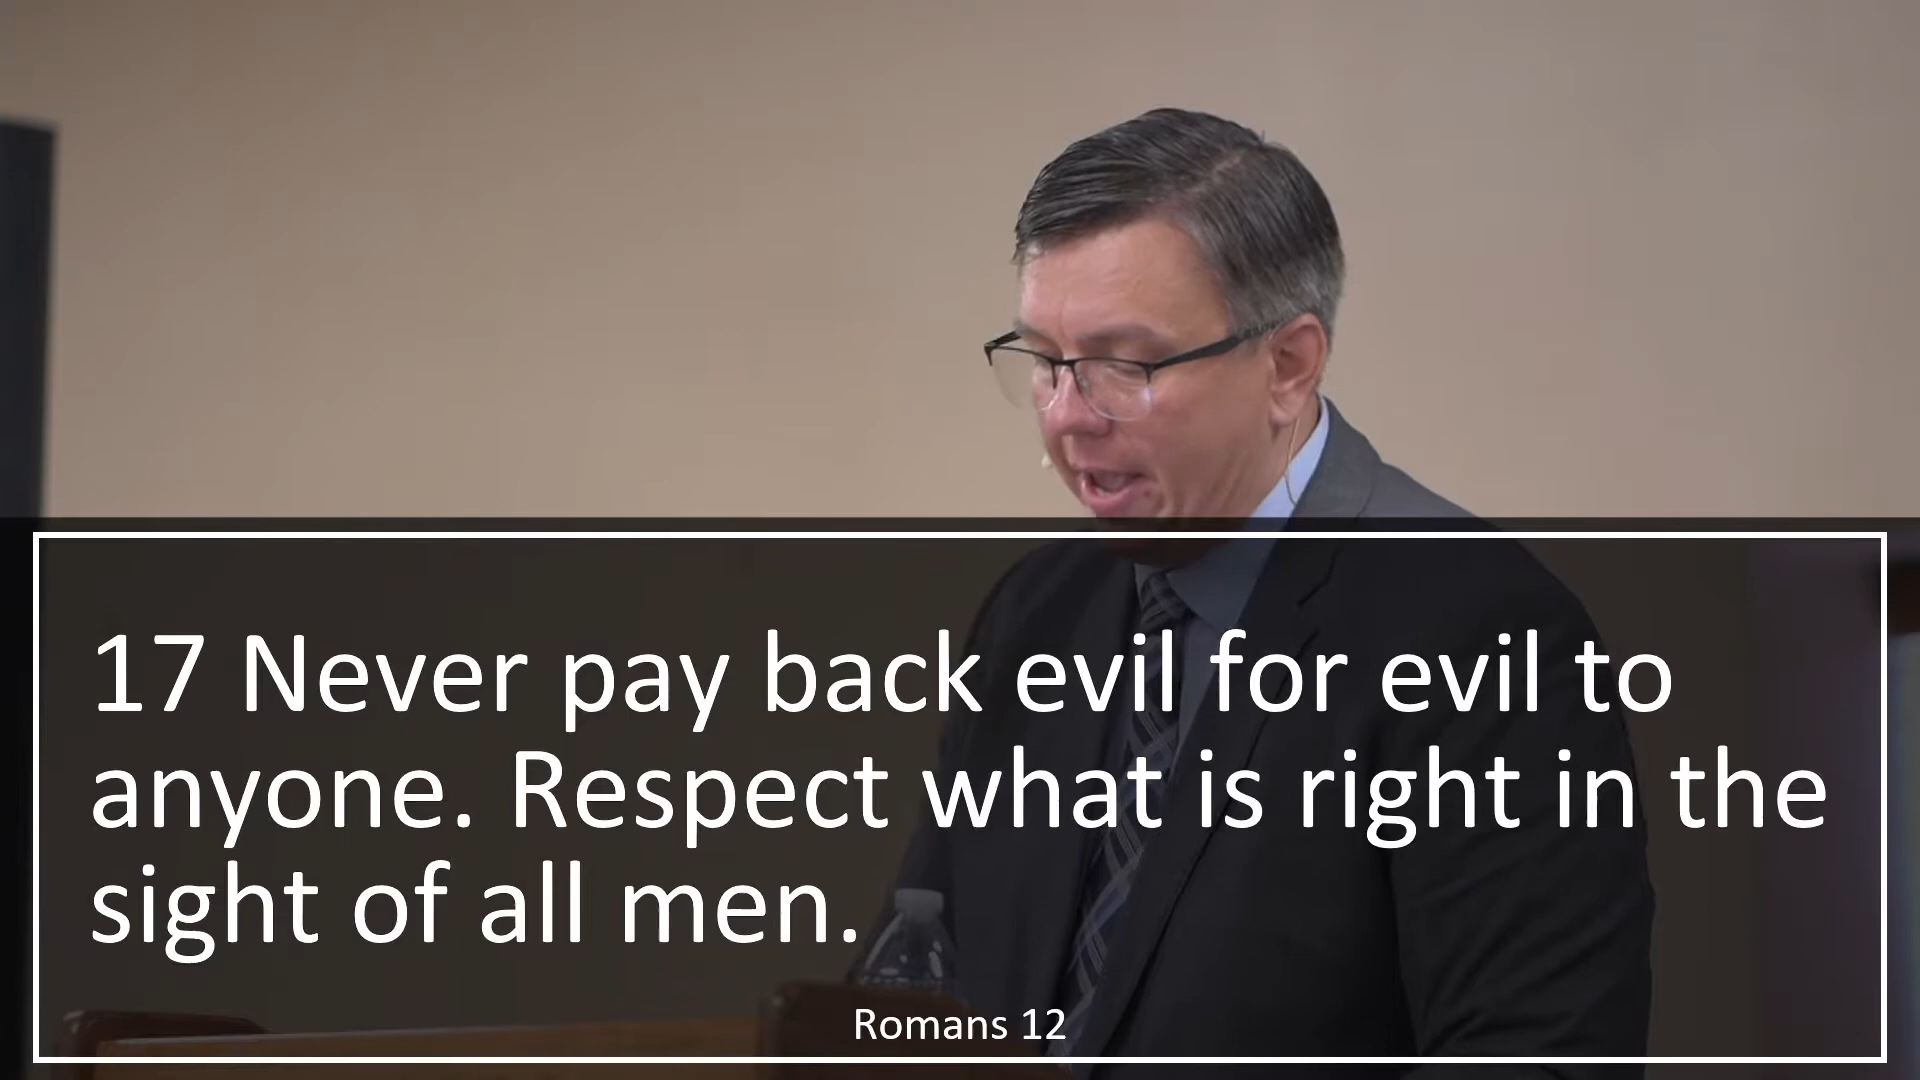 17 Never pay back evil for evil to
anyone. Respect what is right in the
sight of all men.
Romans 12